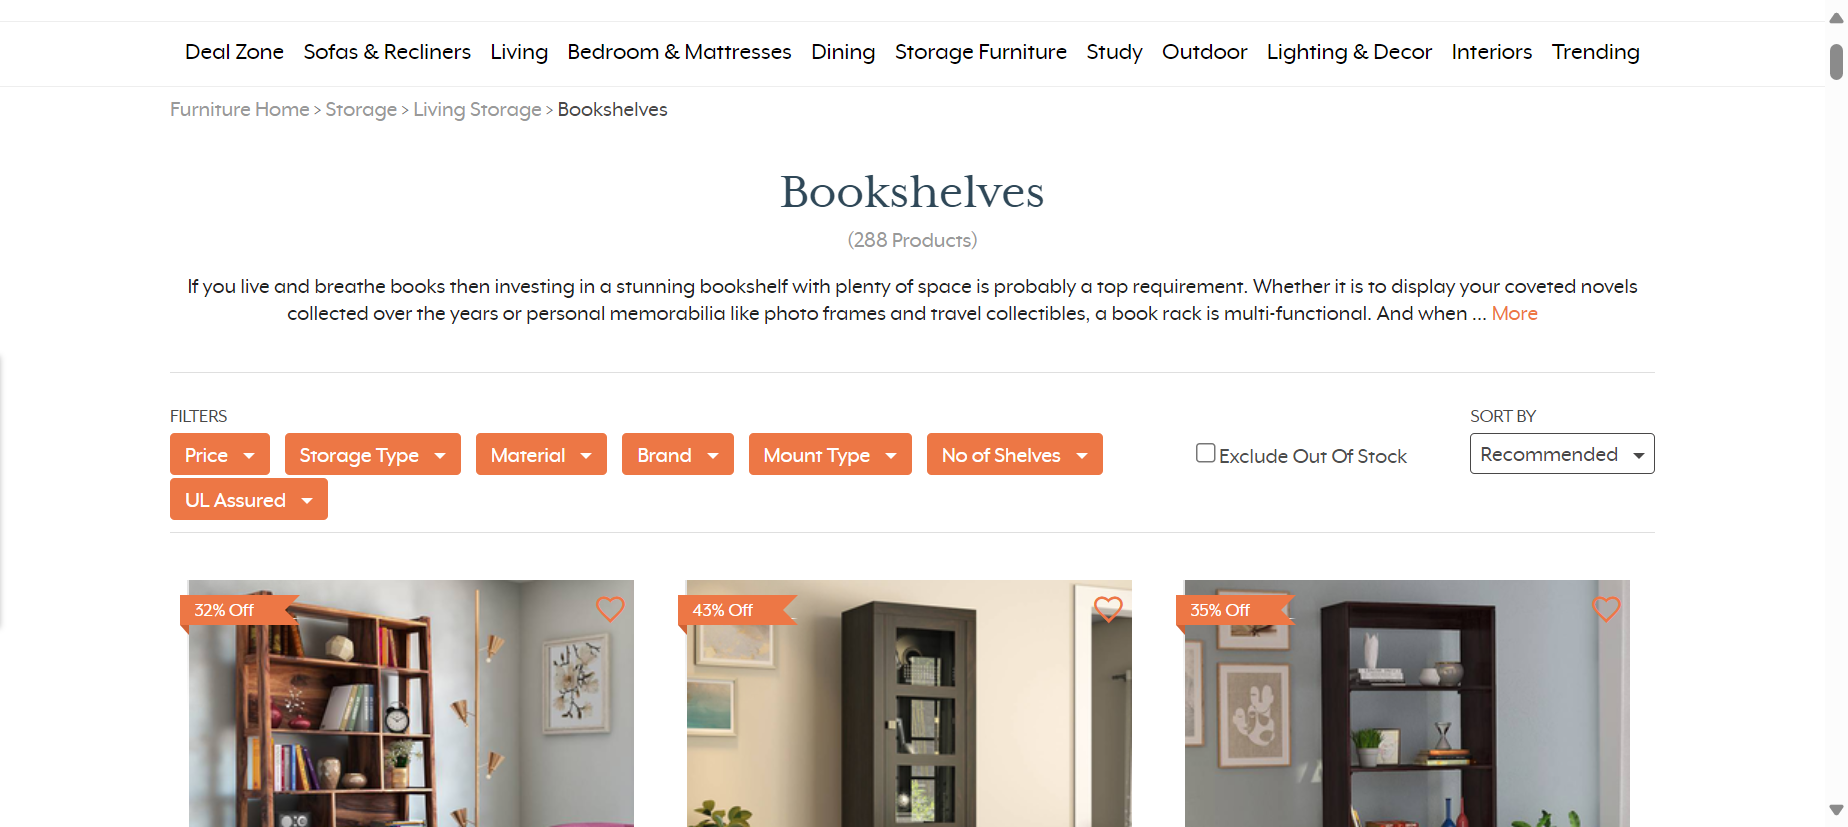 Deal Zone Sofas & Recliners Living Bedroom & Mattresses Dining Storage Furniture Study Outdoor Lighting & Decor Interiors Trending
Furniture Home > Storage > Living Storage > Bookshelves
Bookshelves
(288 Products)
If you live and breathe books then investing in a stunning bookshelf with plenty of space is probably a top requirement. Whether it is to display your coveted novels
collected over the years or personal memorabilia like photo frames and travel collectibles, a book rack is multi-functional. And when ... More
FILTERS
SORT BY
Price Storage Type Material Brand Mount Type No of Shelves Exclude Out Of Stock Recommended
UL Assured
32% Off 43% Off 35% Off